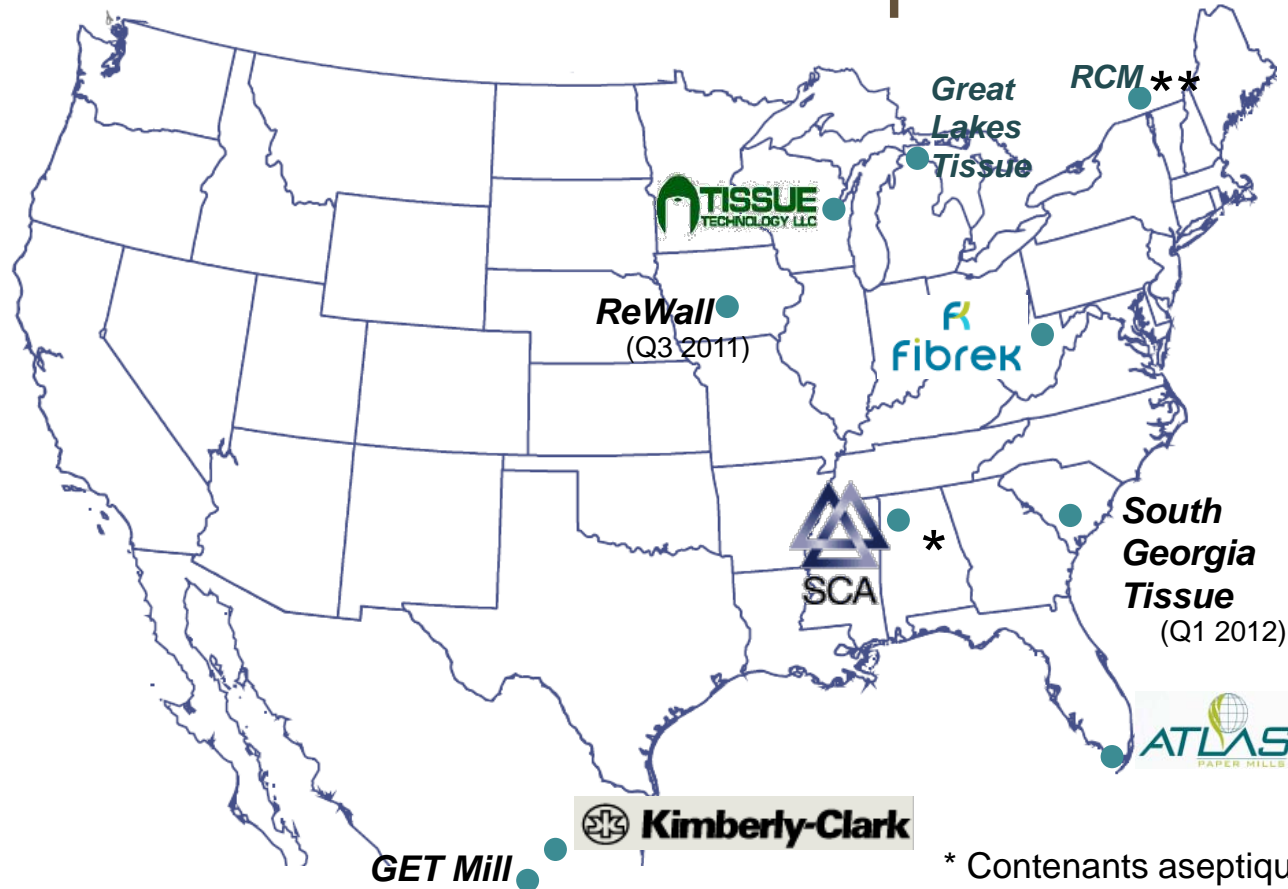 RCM **
Great
Lakes
Tissue
TISSUE
TECHNOLOGY LLC
ReWall
(Q3 2011)
Fibrek
*
SCA
South
Georgia
Tissue
(Q1 2012)
ATLAS
PAPER MILLS
Kimberly-Clark
GET Mill
* Contenants aseptiqu